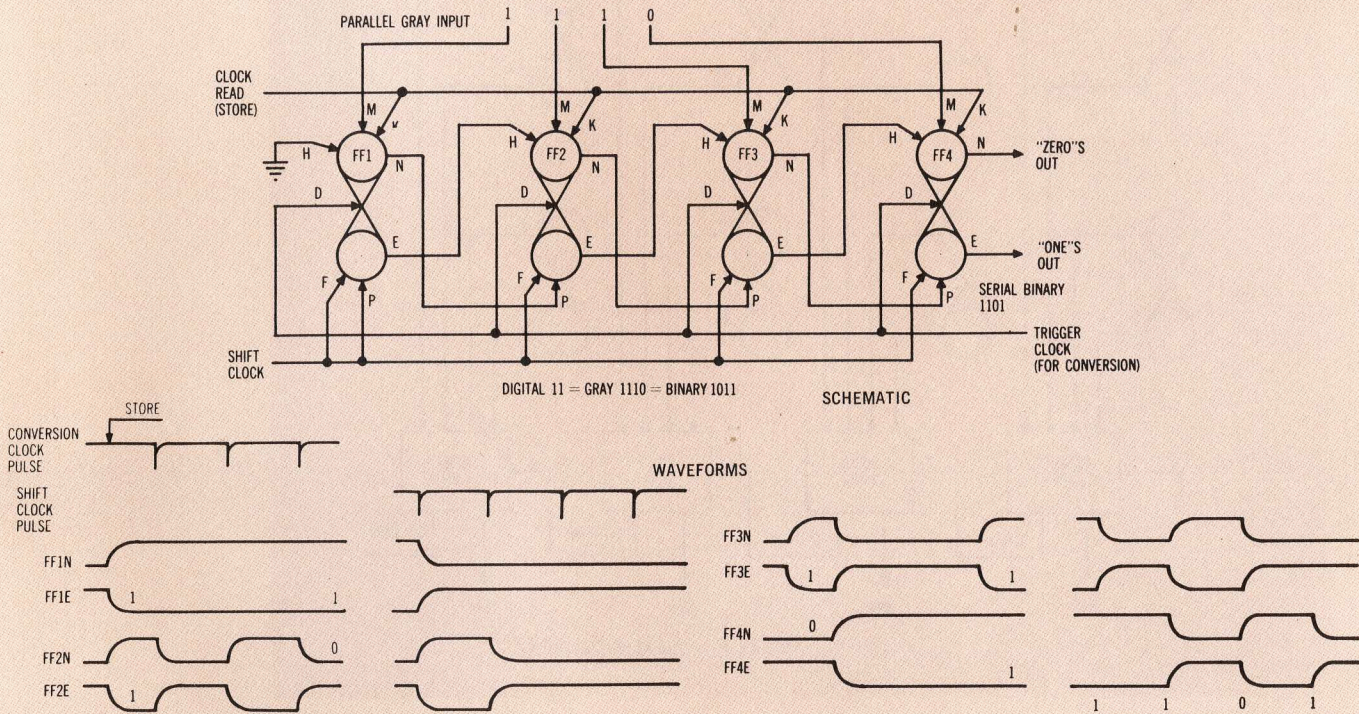 PARALLEL GRAY INPUT 1 1 1 0
CLOCK
READ
(STORE)
M K M K M K M K
H FF1 N H FF2 N H FF3 N H FF4 N "ZERO"S
OUT
D D D D
E E E E "ONE"S
OUT
F P F P F P F P
SERIAL BINARY
1101
TRIGGER
CLOCK
(FOR CONVERSION)
SHIFT
CLOCK
DIGITAL 11 = GRAY 1110 = BINARY 1011
SCHEMATIC
STORE
CONVERSION
CLOCK
PULSE
WAVEFORMS
SHIFT
CLOCK
PULSE
FF1N
FF1E 1 1
FF2N 0
FF2E 1
FF3N
FF3E 1 1
FF4N 0
FF4E 1
1 1 0 1